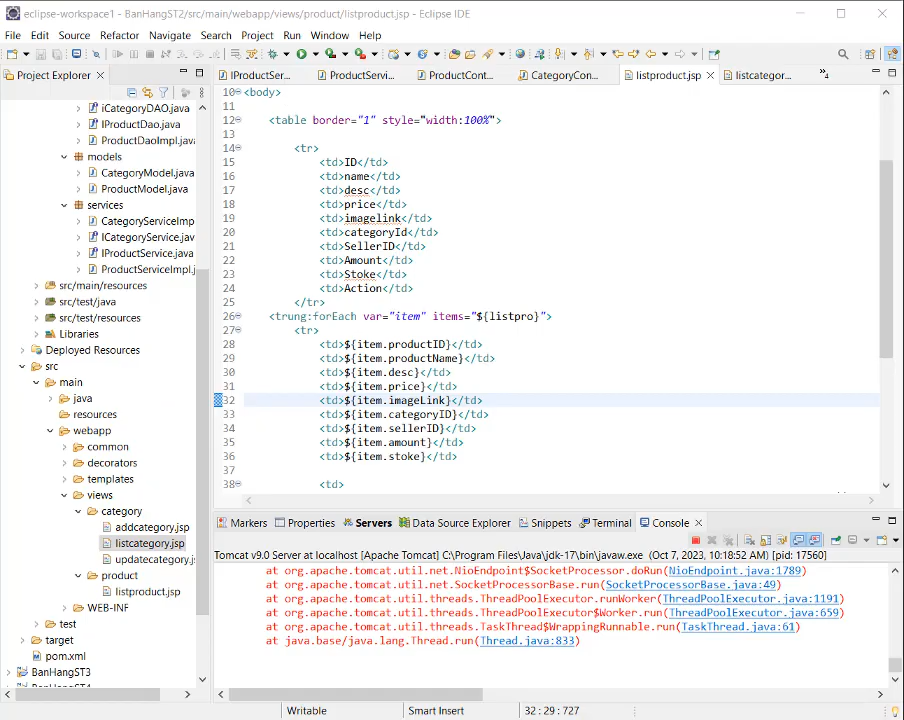 eclipse-workspace1 - BanHangST2/src/main/webapp/views/product/listproduct.jsp - Eclipse IDE
File Edit Source Refactor Navigate Search Project Run Window Help
Project Explorer
IProductSer...
ProductServi...
ProductCont...
CategoryCon...
listproduct.jsp
listcategor...
»4
iCategoryDAO.java
IProductDao.java
ProductDaoImpl.java
models
CategoryModel.java
ProductModel.java
services
CategoryServiceImp
ICategoryService.jav
IProductService.java
ProductServiceImpl.j
src/main/resources
src/test/java
src/test/resources
Libraries
Deployed Resources
src
main
java
resources
webapp
common
decorators
templates
views
category
addcategory.jsp
listcategory.jsp
updatecategory.js
product
listproduct.jsp
WEB-INF
test
target
pom.xml
BanHangST3
10 <body>
11
12 <table border="1" style="width:100%">
13
14 <tr>
15 <td>ID</td>
16 <td>name</td>
17 <td>desc</td>
18 <td>price</td>
19 <td>imagelink</td>
20 <td>categoryId</td>
21 <td>SellerID</td>
22 <td>Amount</td>
23 <td>Stoke</td>
24 <td>Action</td>
25 </tr>
26 <trung:forEach var="item" items="${listpro}">
27 <tr>
28 <td>${item.productID}</td>
29 <td>${item.productName}</td>
30 <td>${item.desc}</td>
31 <td>${item.price}</td>
32 <td>${item.imageLink}</td>
33 <td>${item.categoryID}</td>
34 <td>${item.sellerID}</td>
35 <td>${item.amount}</td>
36 <td>${item.stoke}</td>
37
38 <td>
Markers Properties Servers Data Source Explorer Snippets Terminal Console
Tomcat v9.0 Server at localhost [Apache Tomcat] C:\Program Files\Java\jdk-17\bin\javaw.exe (Oct 7, 2023, 10:18:52 AM) [pid: 17560]
at org.apache.tomcat.util.net.NioEndpoint$SocketProcessor.doRun(NioEndpoint.java:1789)
at org.apache.tomcat.util.net.SocketProcessorBase.run(SocketProcessorBase.java:49)
at org.apache.tomcat.util.threads.ThreadPoolExecutor.runWorker(ThreadPoolExecutor.java:1191)
at org.apache.tomcat.util.threads.ThreadPoolExecutor$Worker.run(ThreadPoolExecutor.java:659)
at org.apache.tomcat.util.threads.TaskThread$WrappingRunnable.run(TaskThread.java:61)
at java.base/java.lang.Thread.run(Thread.java:833)
Writable
Smart Insert
32 : 29 : 727